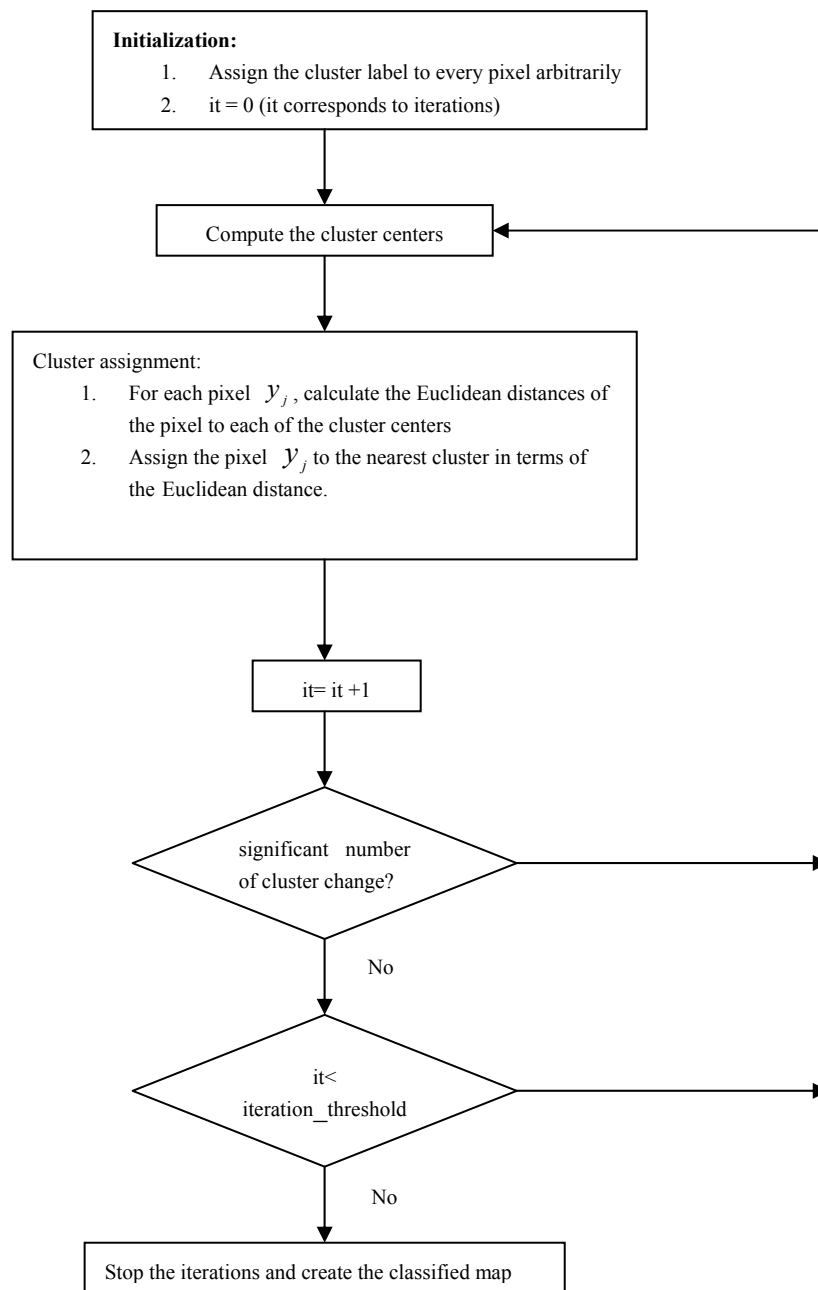 Initialization:
1. Assign the cluster label to every pixel arbitrarily
2. it = 0 (it corresponds to iterations)
Compute the cluster centers
Cluster assignment:
1. For each pixel y_j , calculate the Euclidean distances of
the pixel to each of the cluster centers
2. Assign the pixel y_j to the nearest cluster in terms of
the Euclidean distance.
it= it +1
significant number
of cluster change?
No
it<
iteration_threshold
No
Stop the iterations and create the classified map